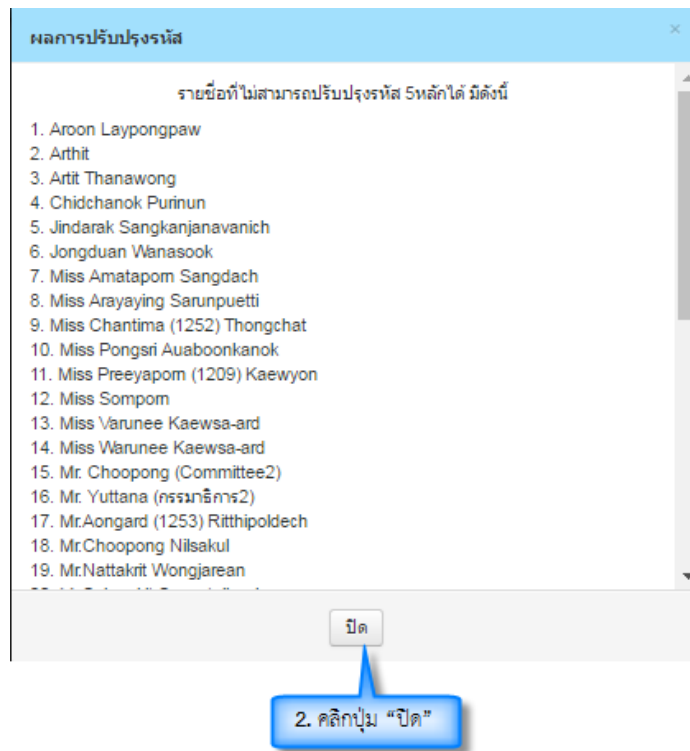 ผลการปรับปรุงรหัส
×
รายชื่อที่ไม่สามารถปรับปรุงรหัส 5หลักได้ มีดังนี้
1. Aroon Laypongpaw
2. Arthit
3. Artit Thanawong
4. Chidchanok Purinun
5. Jindarak Sangkanjanavanich
6. Jongduan Wanasook
7. Miss Amataporn Sangdach
8. Miss Arayaying Sarunpuetti
9. Miss Chantima (1252) Thongchat
10. Miss Pongsri Auaboonkanok
11. Miss Preeyaporn (1209) Kaewyon
12. Miss Somporn
13. Miss Varunee Kaewsa-ard
14. Miss Warunee Kaewsa-ard
15. Mr. Choopong (Committee2)
16. Mr. Yuttana (กรรมาธิการ2)
17. Mr.Aongard (1253) Ritthipoldech
18. Mr.Choopong Nilsakul
19. Mr.Nattakrit Wongjarean
ปิด
2. คลิกปุ่ม “ปิด”